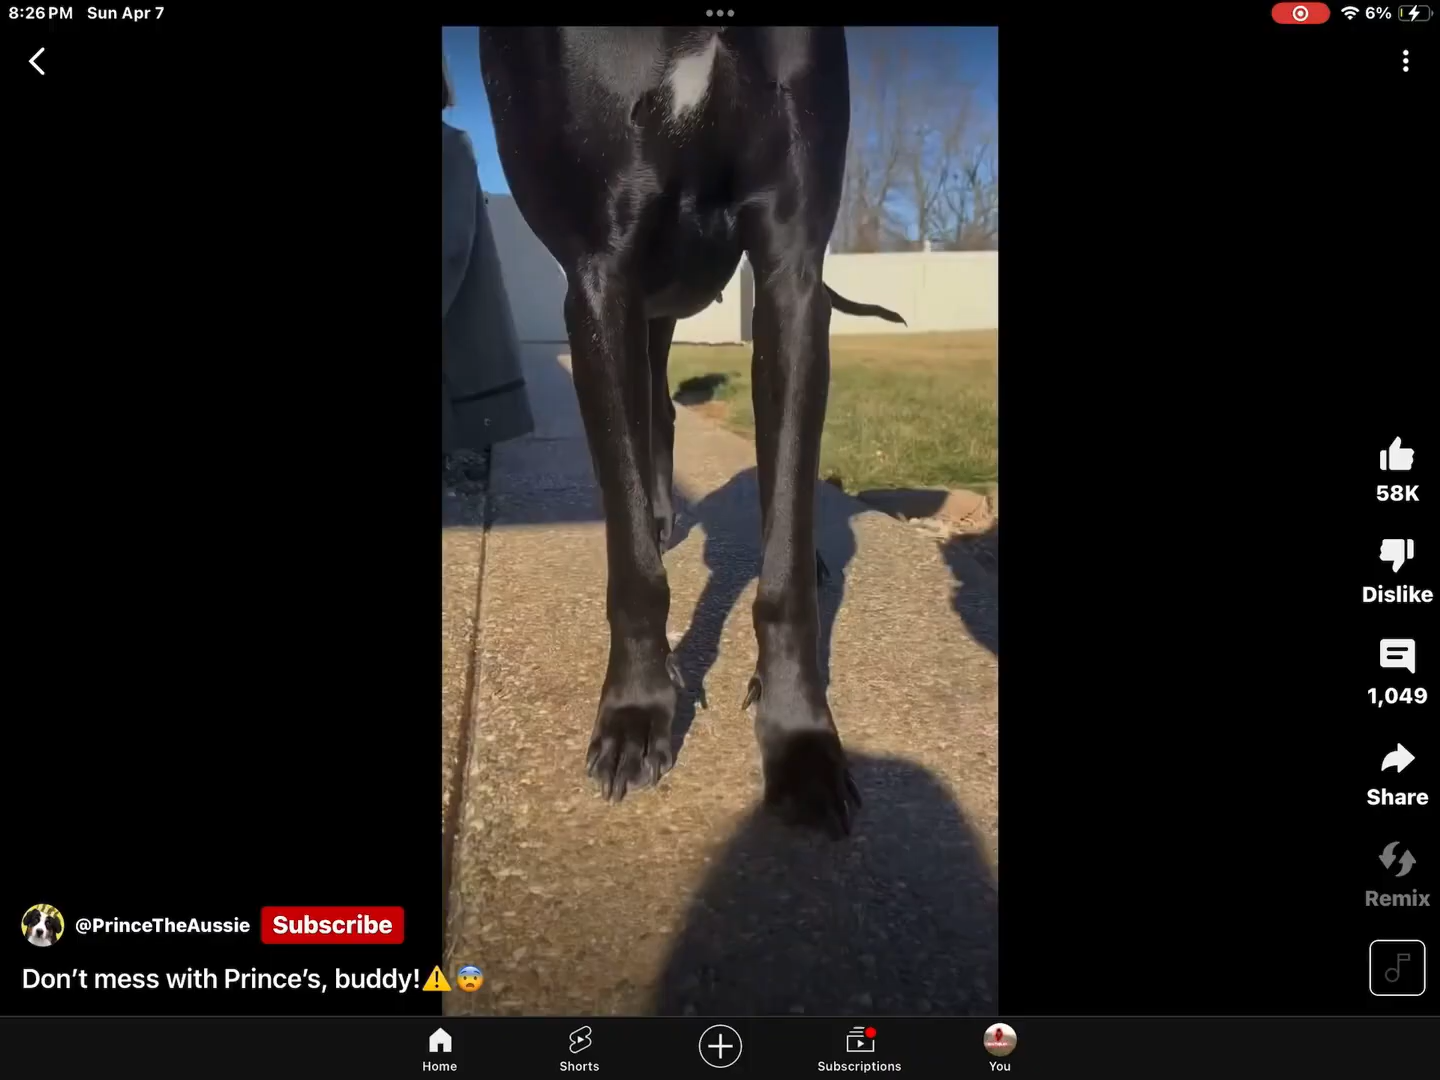 8:26 PM Sun Apr 7
6%
58K
Dislike
1,049
Share
Remix
@PrinceTheAussie Subscribe
Don’t mess with Prince’s, buddy!⚠️😨
Home Shorts Subscriptions You